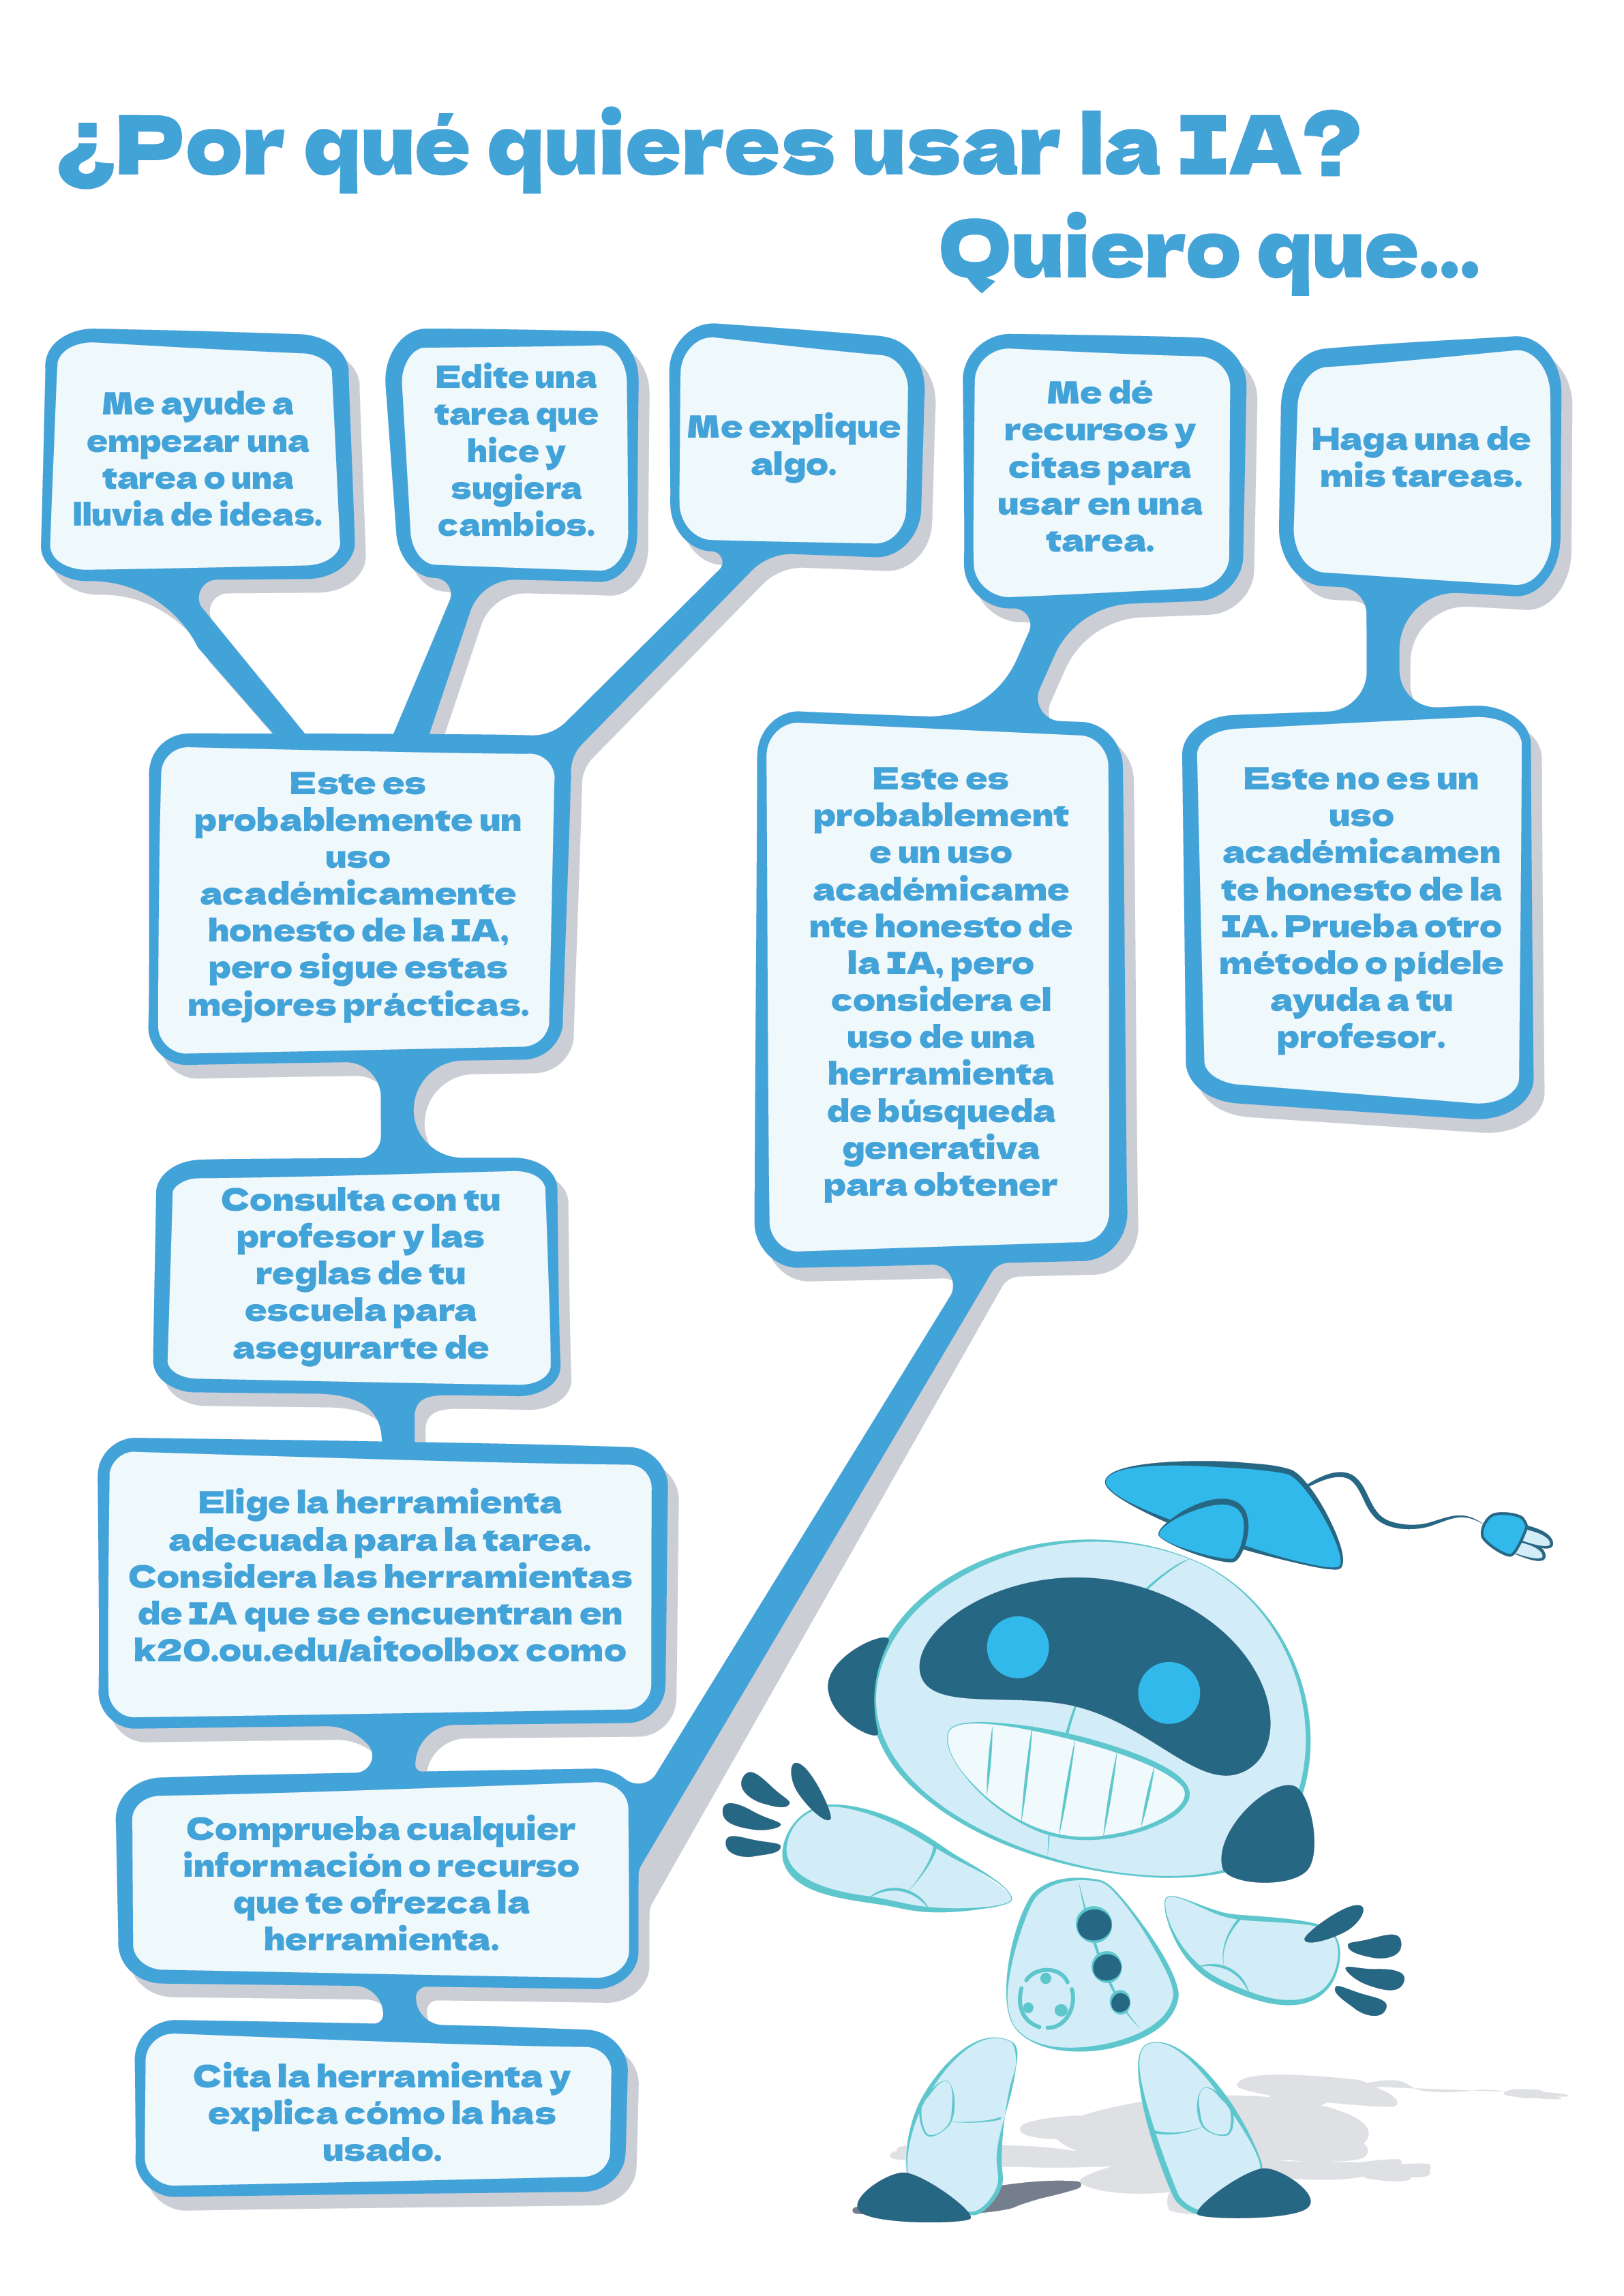 ¿Por qué quieres usar la IA?
Quiero que...
Me ayude a
empezar una
tarea o una
lluvia de ideas.
Edite una
tarea que
hice y
sugiera
cambios.
Me explique
algo.
Me dé
recursos y
citas para
usar en una
tarea.
Haga una de
mis tareas.
Este es
probablemente un
uso
académicamente
honesto de la IA,
pero sigue estas
mejores prácticas.
Este es
probablement
e un uso
académicame
nte honesto de
la IA, pero
considera el
uso de una
herramienta
de búsqueda
generativa
para obtener
Este no es un
uso
académicamen
te honesto de la
IA. Prueba otro
método o pídele
ayuda a tu
profesor.
Consulta con tu
profesor y las
reglas de tu
escuela para
asegurarte de
Elige la herramienta
adecuada para la tarea.
Considera las herramientas
de IA que se encuentran en
k20.ou.edu/aitoolbox como
Comprueba cualquier
información o recurso
que te ofrezca la
herramienta.
Cita la herramienta y
explica cómo la has
usado.